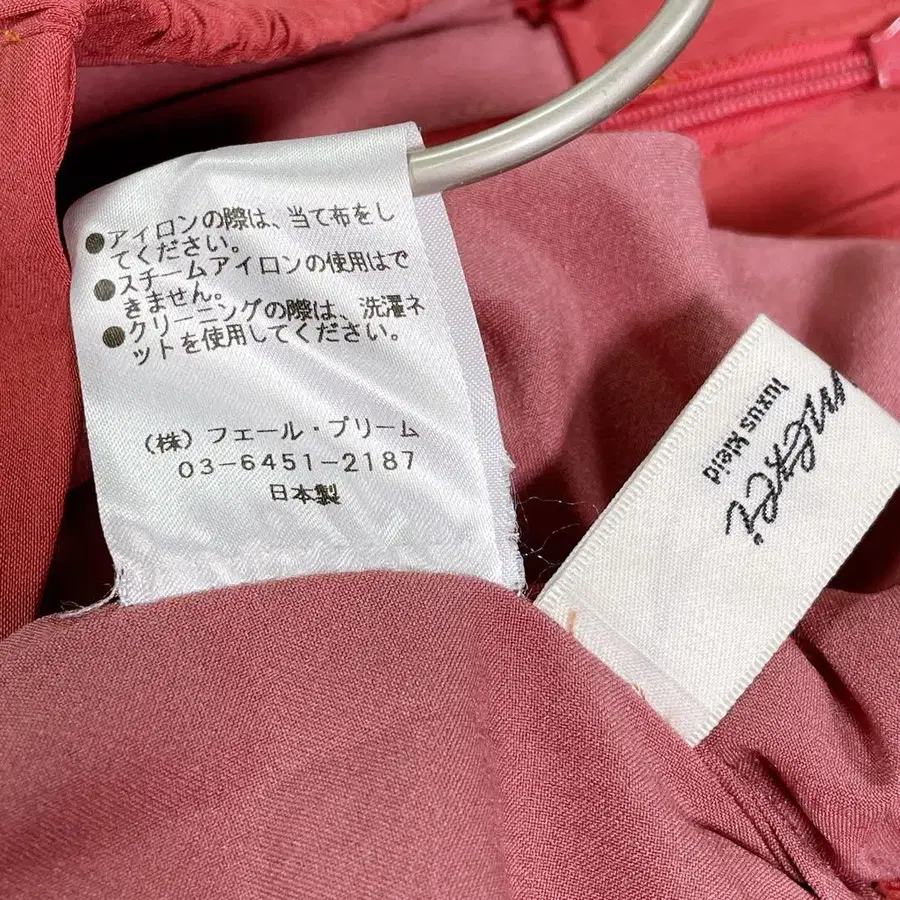 ●アイロンの際は、当て布をし
てください。
●スチームアイロンの使用はで
きません。
●クリーニングの際は、洗濯ネ
ットを使用してください。
(株)フェール・プリーム
03-6451-2187
日本製
merci
luxus kleid